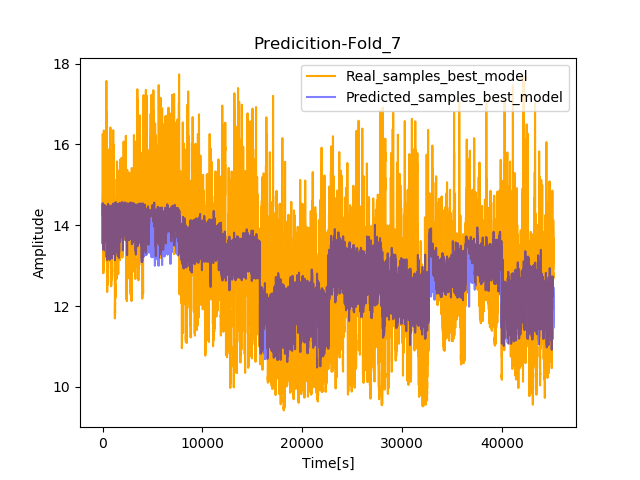 Predicition-Fold_7
Real_samples_best_model
Predicted_samples_best_model
18
16
14
12
10
Amplitude
0
10000
20000
30000
40000
Time[s]